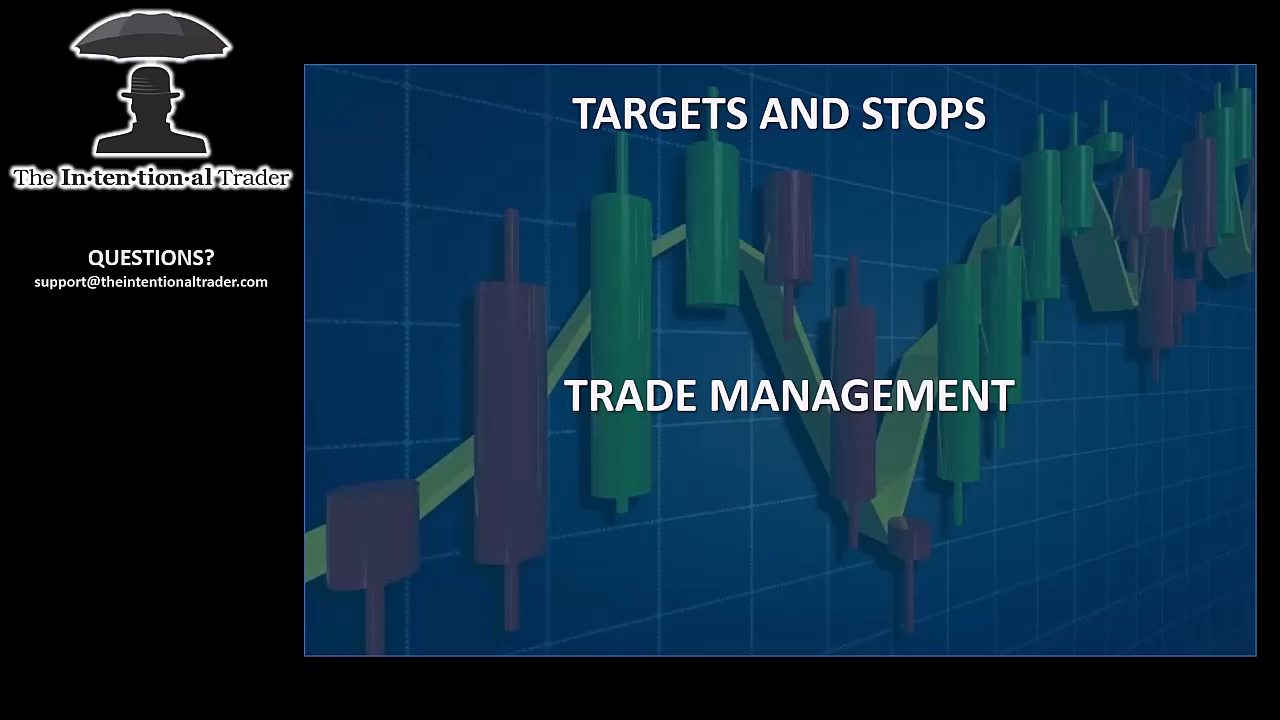 The In·ten·tion·al Trader
QUESTIONS?
support@theintentionaltrader.com
TARGETS AND STOPS
TRADE MANAGEMENT